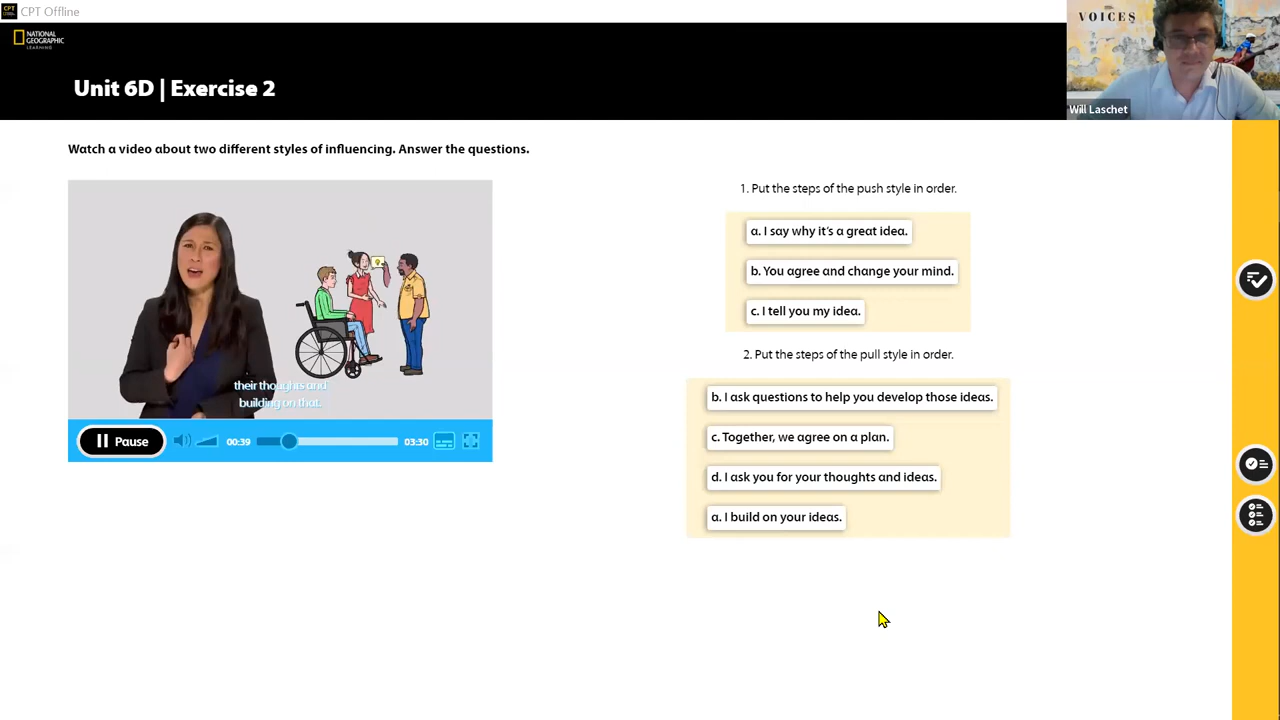 CPT
CPT Offline
NATIONAL
GEOGRAPHIC
LEARNING
VOICES
Unit 6D | Exercise 2
Will Laschet
Watch a video about two different styles of influencing. Answer the questions.
their thoughts and
building on that.
Pause
00:39
03:30
1. Put the steps of the push style in order.
a. I say why it's a great idea.
b. You agree and change your mind.
c. I tell you my idea.
2. Put the steps of the pull style in order.
b. I ask questions to help you develop those ideas.
c. Together, we agree on a plan.
d. I ask you for your thoughts and ideas.
a. I build on your ideas.